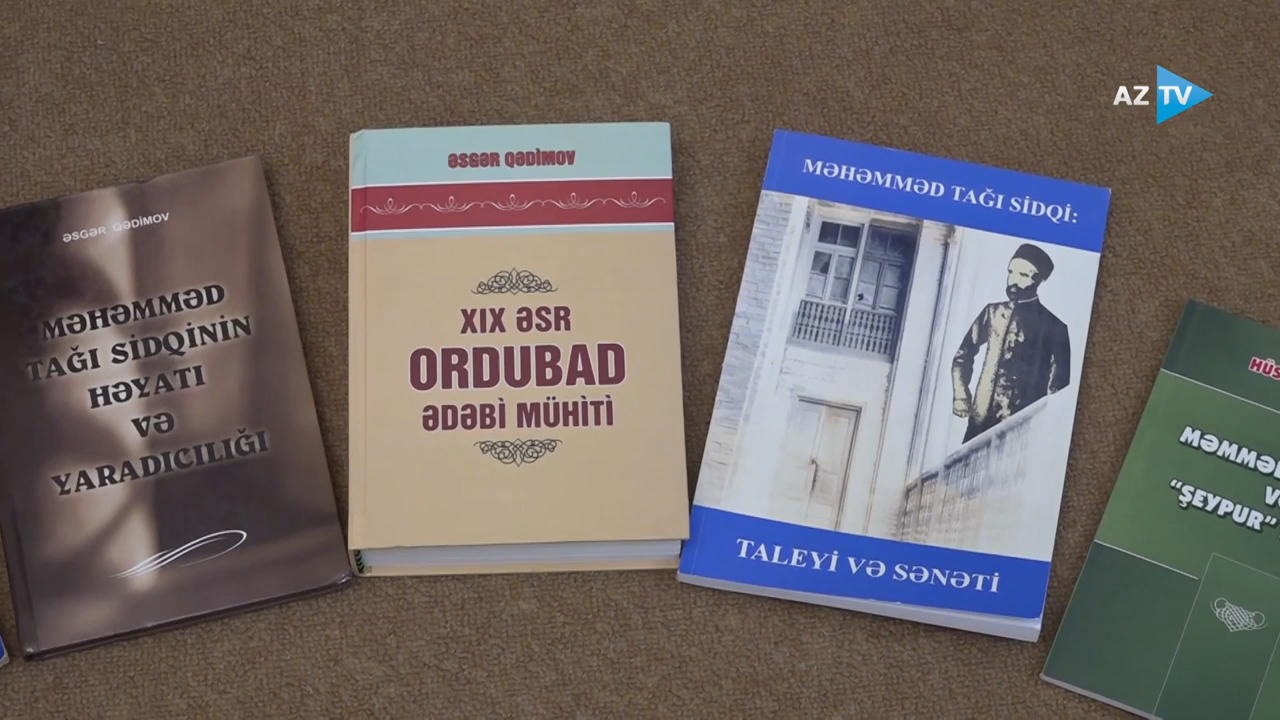 AZ TV
ƏSGƏR QƏDİMOV
MƏHƏMMƏD
TAĞI SİDQİNİN
HƏYATI
VƏ
YARADICILIĞI
ƏSGƏR QƏDİMOV
XIX ƏSR
ORDUBAD
ƏDƏBİ MÜHİTİ
MƏHƏMMƏD TAĞI SİDQİ:
TALEYİ VƏ SƏNƏTİ
"ŞEYPUR"